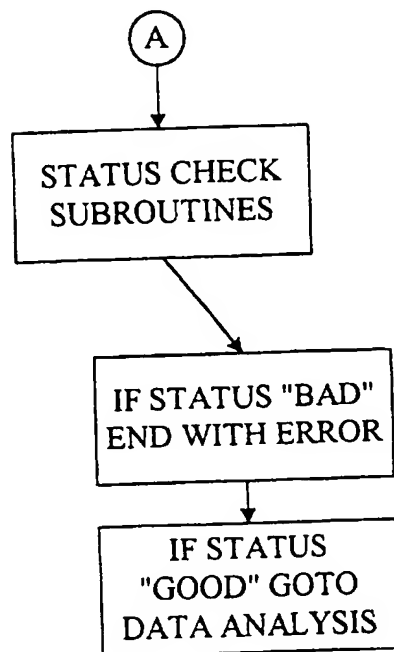 A
STATUS CHECK
SUBROUTINES
IF STATUS "BAD"
END WITH ERROR
IF STATUS
"GOOD" GOTO
DATA ANALYSIS